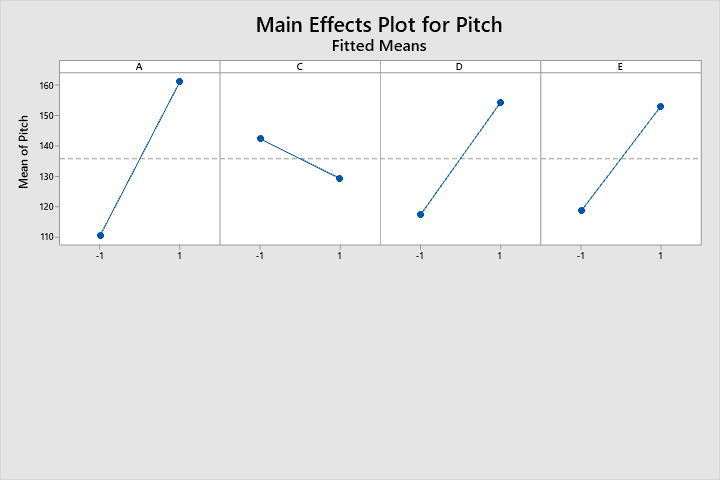 Main Effects Plot for Pitch
Fitted Means
A C D E
Mean of Pitch
160
150
140
130
120
110
-1 1 -1 1 -1 1 -1 1